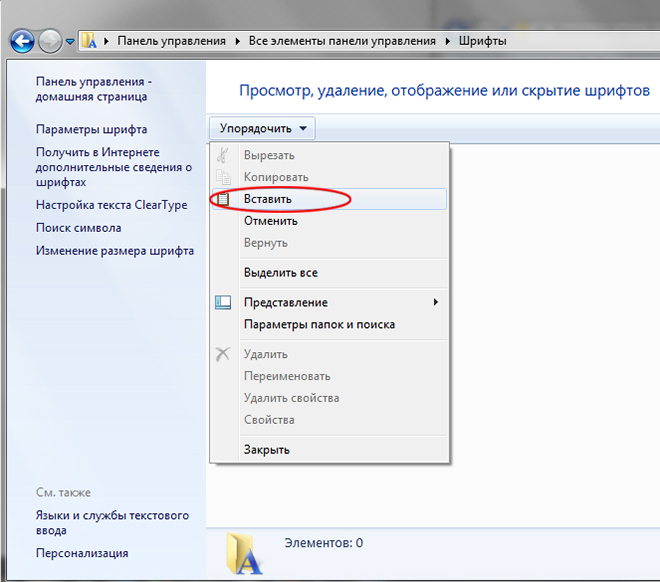 Панель управления Все элементы панели управления Шрифты
Панель управления -
домашняя страница
Параметры шрифта
Получить в Интернете
дополнительные сведения о
шрифтах
Настройка текста ClearType
Поиск символа
Изменение размера шрифта
См. также
Языки и службы текстового
ввода
Персонализация
Просмотр, удаление, отображение или скрытие шрифтов
Упорядочить
Вырезать
Копировать
Вставить
Отменить
Вернуть
Выделить все
Представление
Параметры папок и поиска
Удалить
Переименовать
Удалить свойства
Свойства
Закрыть
Элементов: 0